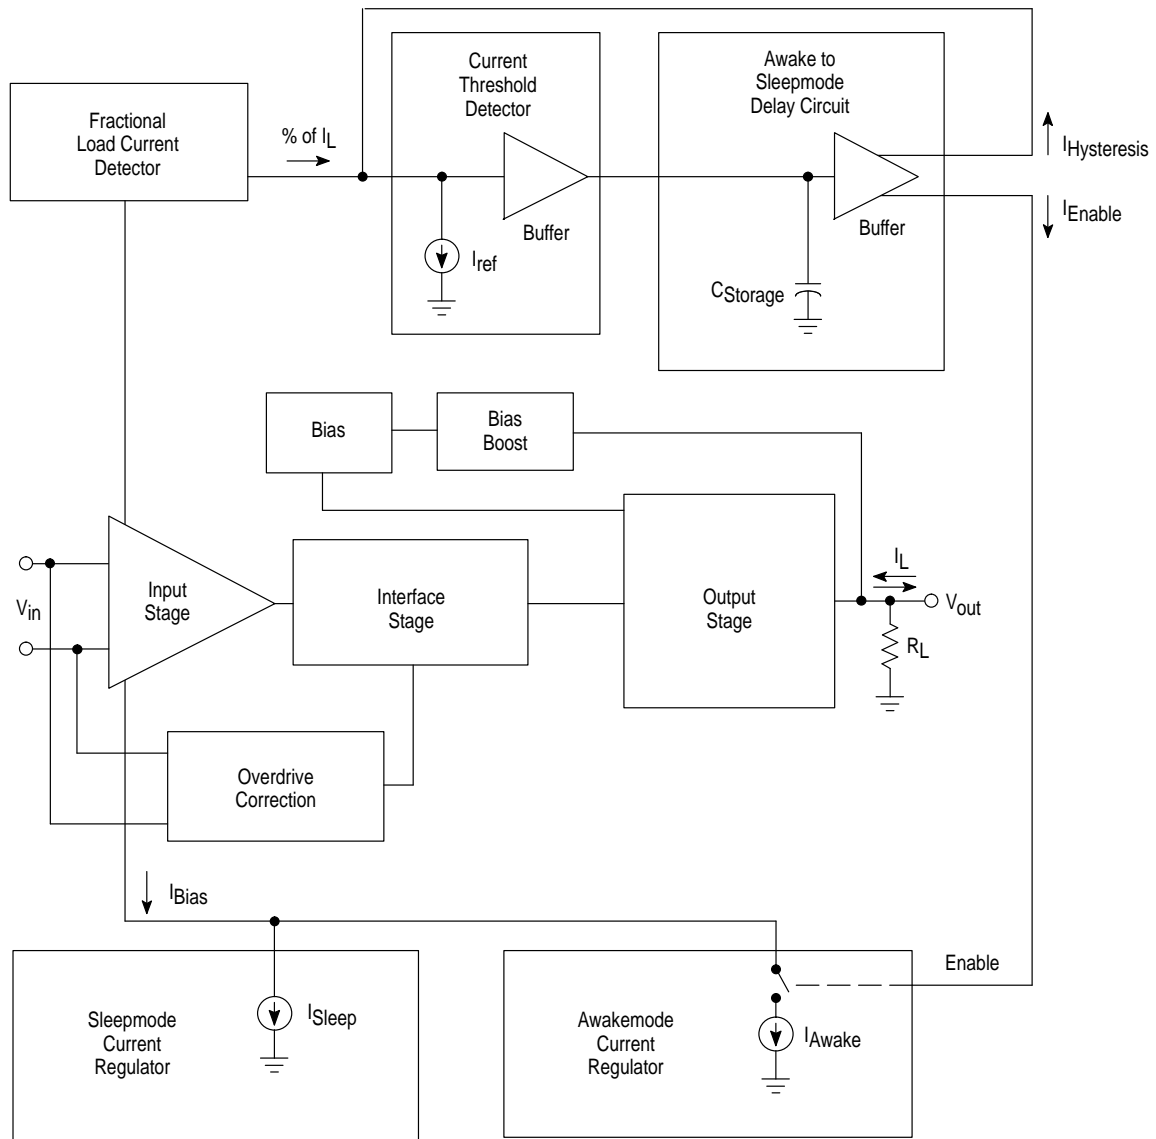 Fractional
Load Current
Detector
% of IL
Current
Threshold
Detector
Buffer
Iref
Awake to
Sleepmode
Delay Circuit
Buffer
CStorage
IHysteresis
IEnable
Bias
Bias
Boost
Vin
Input
Stage
Interface
Stage
Output
Stage
IL
Vout
RL
Overdrive
Correction
IBias
Enable
Sleepmode
Current
Regulator
ISleep
Awakemode
Current
Regulator
IAwake